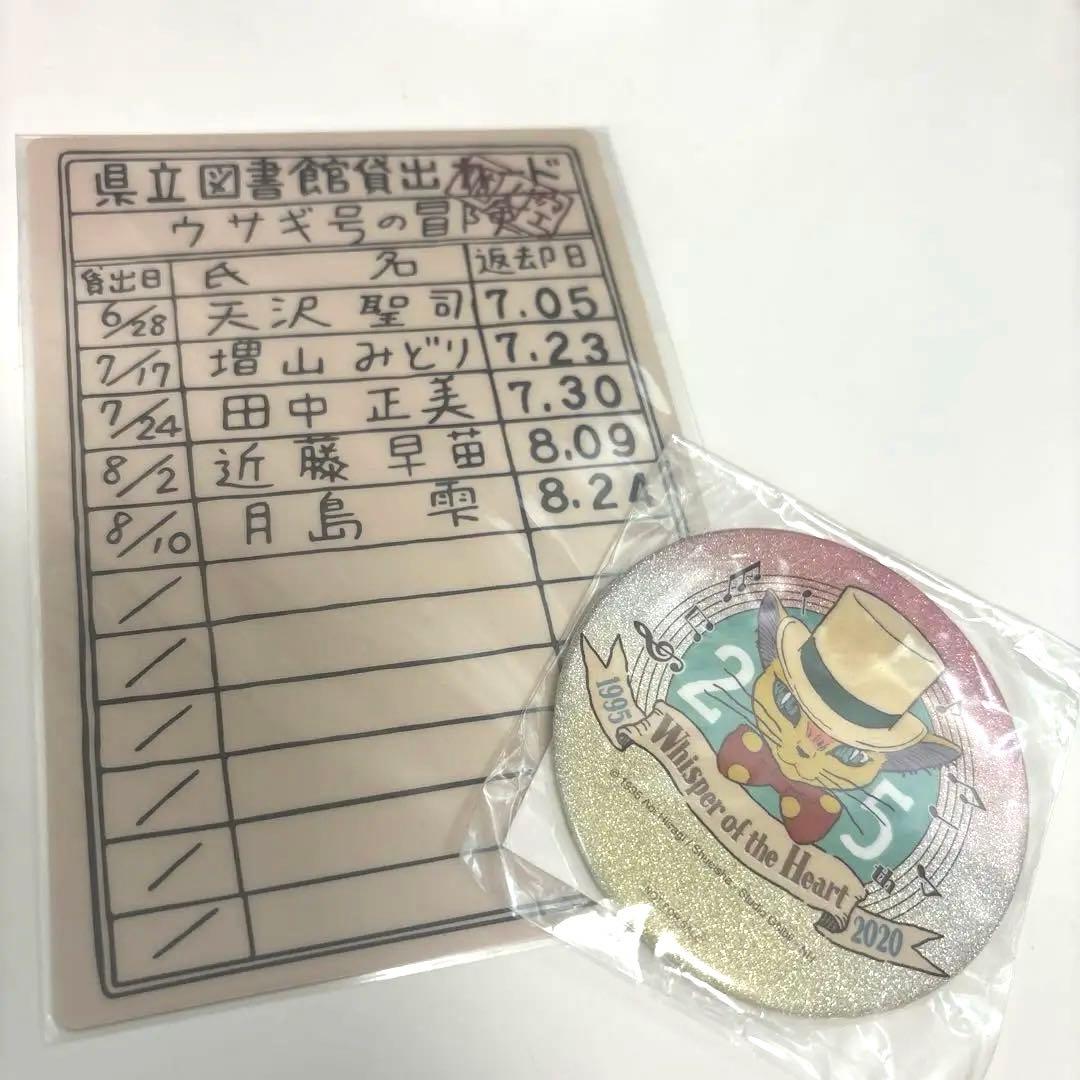 県立図書館貸出カード
ウサギ号の冒険
貸出日 氏名 返却日
6/28 天沢聖司 7.05
7/17 増山みどり 7.23
7/24 田中正美 7.30
8/2 近藤早苗 8.09
8/10 月島雫 8.24
/
/
/
/
/
/
25th
1995 Whisper of the Heart 2020